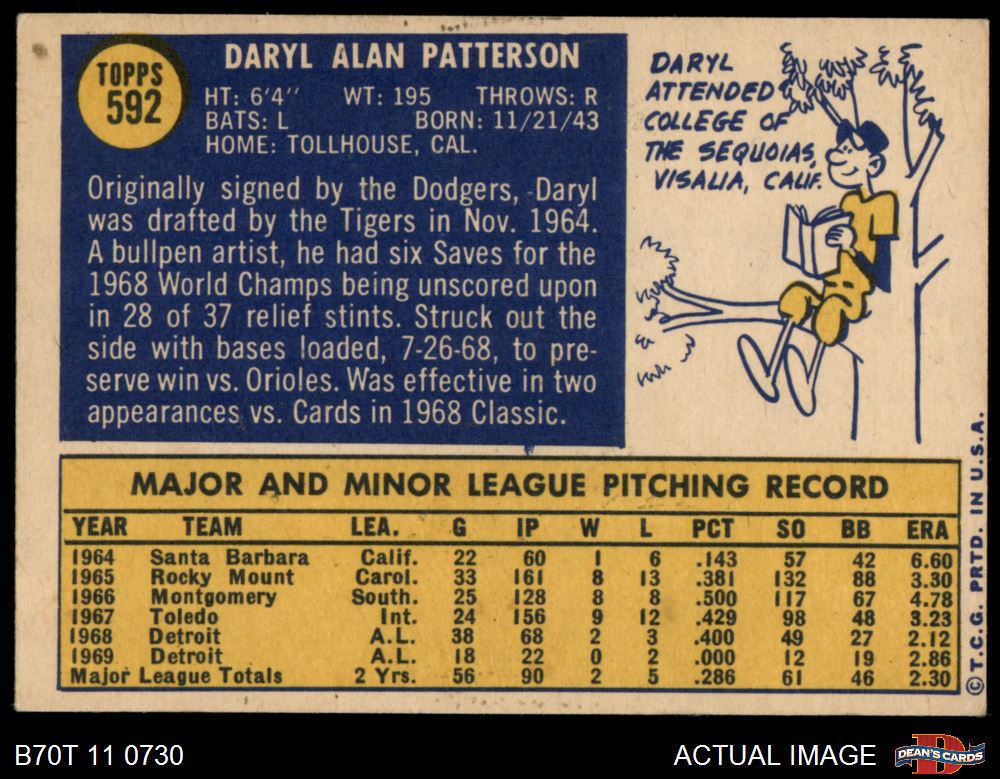 TOPPS
592
DARYL ALAN PATTERSON
HT: 6'4" WT: 195 THROWS: R
BATS: L BORN: 11/21/43
HOME: TOLLHOUSE, CAL.
Originally signed by the Dodgers, Daryl
was drafted by the Tigers in Nov. 1964.
A bullpen artist, he had six Saves for the
1968 World Champs being unscored upon
in 28 of 37 relief stints. Struck out the
side with bases loaded, 7-26-68, to pre-
serve win vs. Orioles. Was effective in two
appearances vs. Cards in 1968 Classic.
DARYL
ATTENDED
COLLEGE OF
THE SEQUOIAS,
VISALIA, CALIF.
MAJOR AND MINOR LEAGUE PITCHING RECORD
YEAR TEAM LEA. G IP W L PCT SO BB ERA
1964 Santa Barbara Calif. 22 60 1 6 .143 57 42 6.60
1965 Rocky Mount Carol. 33 161 8 13 .381 132 88 3.30
1966 Montgomery South. 25 128 8 8 .500 117 67 4.78
1967 Toledo Int. 24 156 9 12 .429 98 48 3.23
1968 Detroit A.L. 38 68 2 3 .400 49 27 2.12
1969 Detroit A.L. 18 22 0 2 .000 12 19 2.86
Major League Totals 2 Yrs. 56 90 2 5 .286 61 46 2.30
©T.C.G. PRTD. IN U.S.A.
B70T 11 0730
ACTUAL IMAGE
D
DEAN'S CARDS